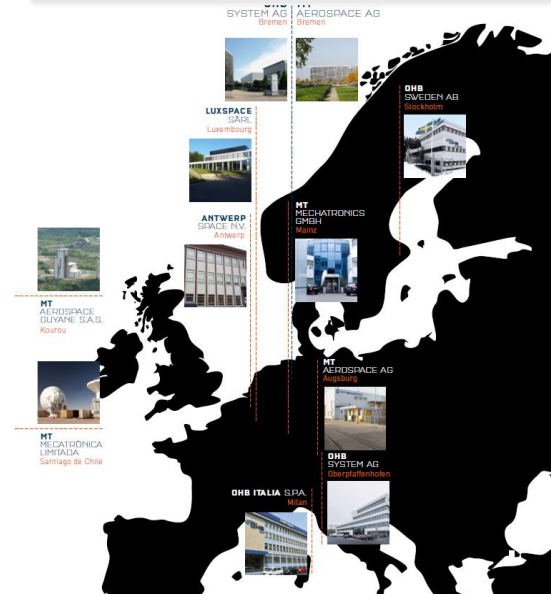 SYSTEM AG
Bremen
AEROSPACE AG
Bremen
OHB
SWEDEN AB
Stockholm
LUXSPACE
SÀRL
Luxembourg
MT
MECHATRONICS
GMBH
Mainz
ANTWERP
SPACE N.V.
Antwerp
MT
AEROSPACE
GUYANE S.A.S.
Kourou
MT
AEROSPACE AG
Augsburg
MT
MECATRÔNICA
LIMITADA
Santiago de Chile
OHB
SYSTEM AG
Oberpfaffenhofen
OHB ITALIA S.P.A.
Milan